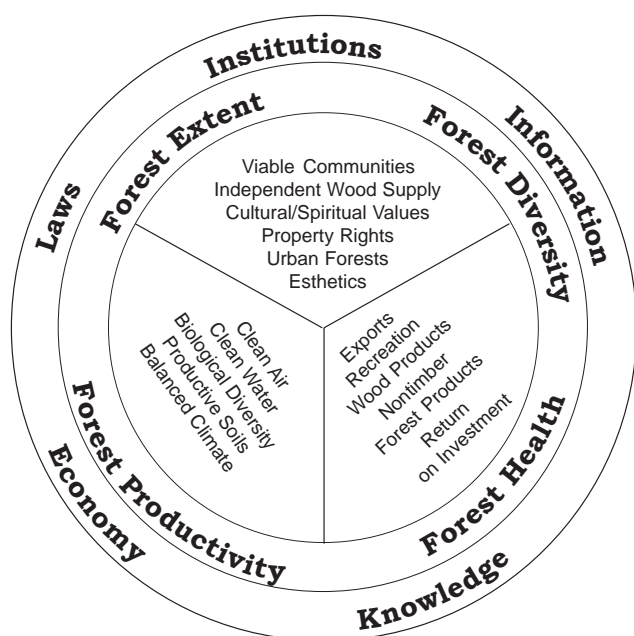 Institutions
Information
Knowledge
Economy
Laws
Forest Extent
Forest Diversity
Forest Health
Forest Productivity
Viable Communities
Independent Wood Supply
Cultural/Spiritual Values
Property Rights
Urban Forests
Esthetics
Exports
Recreation
Wood Products
Nontimber
Forest Products
Return
on Investment
Clean Air
Clean Water
Biological Diversity
Productive Soils
Balanced Climate